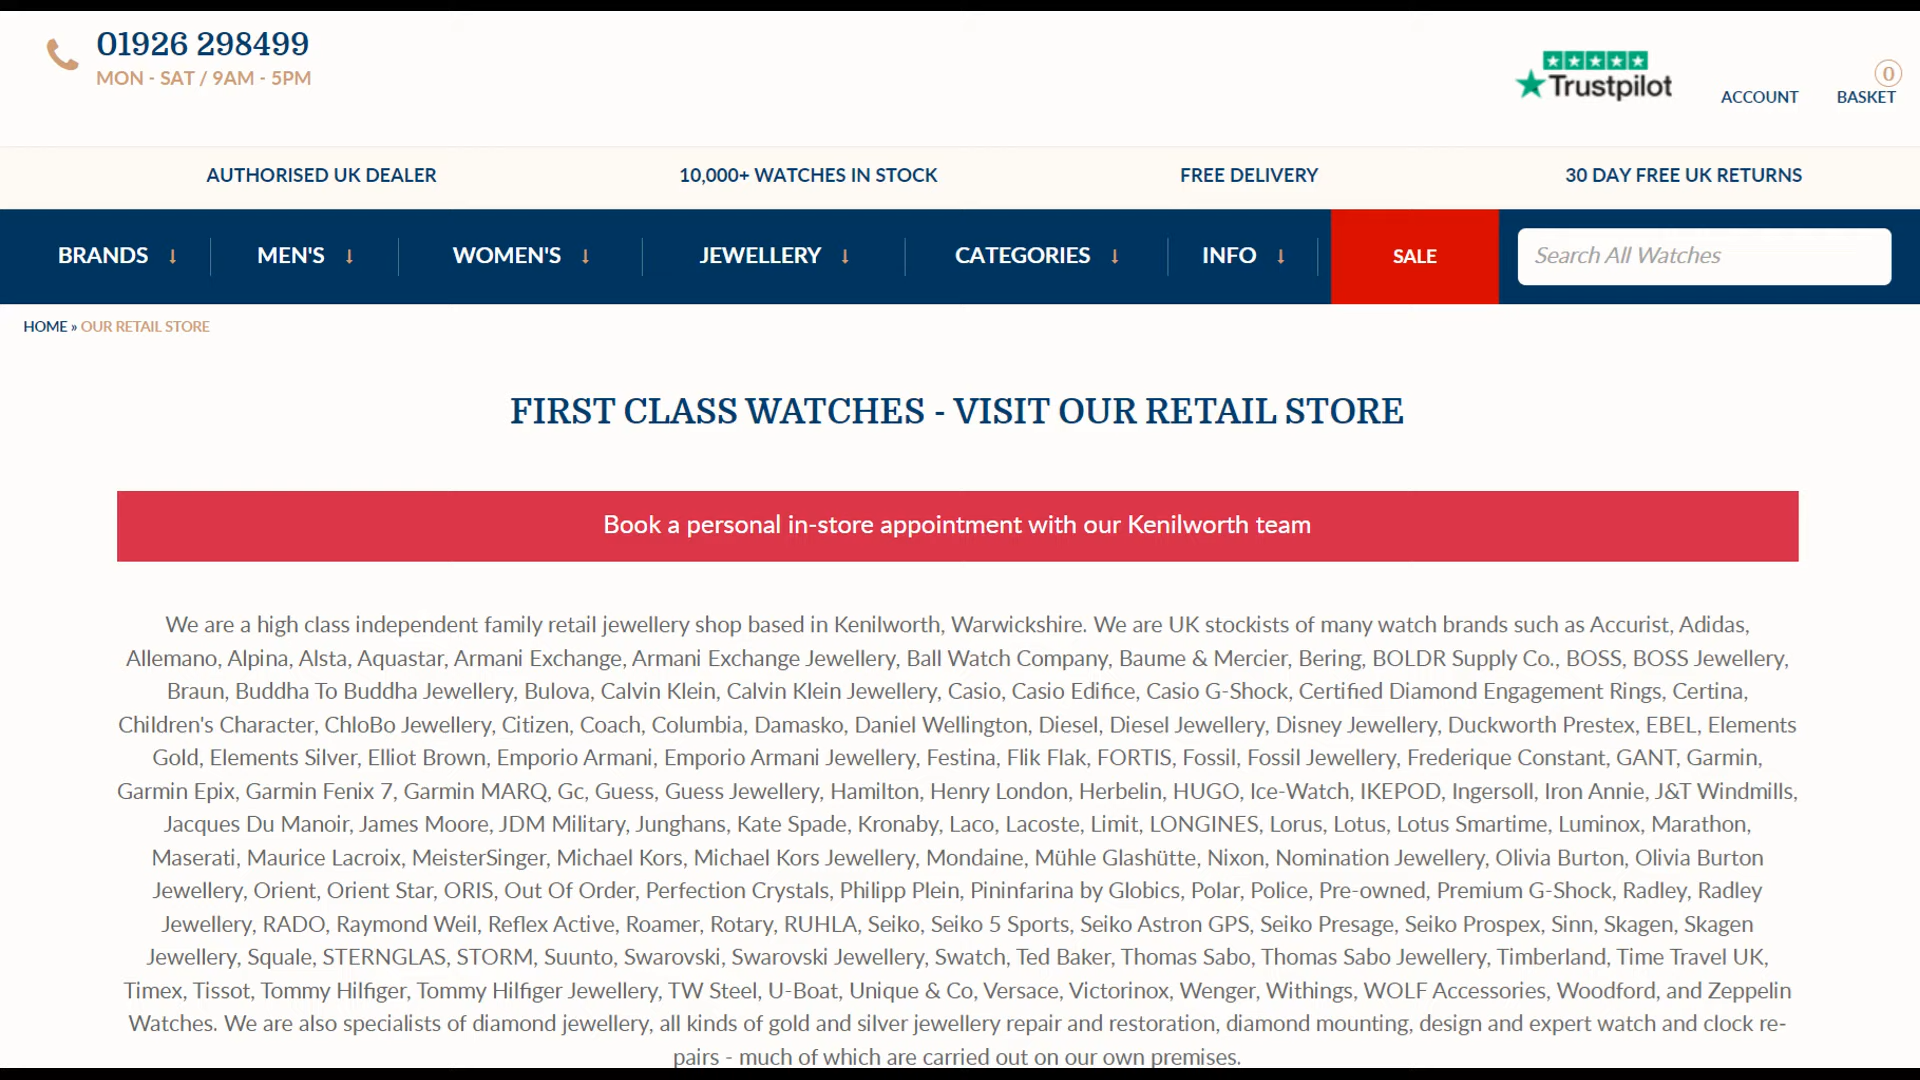 01926 298499
MON - SAT / 9AM - 5PM
Trustpilot
ACCOUNT
0
BASKET
AUTHORISED UK DEALER
10,000+ WATCHES IN STOCK
FREE DELIVERY
30 DAY FREE UK RETURNS
BRANDS ↓
MEN'S ↓
WOMEN'S ↓
JEWELLERY ↓
CATEGORIES ↓
INFO ↓
SALE
Search All Watches
HOME » OUR RETAIL STORE
FIRST CLASS WATCHES - VISIT OUR RETAIL STORE
Book a personal in-store appointment with our Kenilworth team
We are a high class independent family retail jewellery shop based in Kenilworth, Warwickshire. We are UK stockists of many watch brands such as Accurist, Adidas,
Allemano, Alpina, Alsta, Aquastar, Armani Exchange, Armani Exchange Jewellery, Ball Watch Company, Baume & Mercier, Bering, BOLDR Supply Co., BOSS, BOSS Jewellery,
Braun, Buddha To Buddha Jewellery, Bulova, Calvin Klein, Calvin Klein Jewellery, Casio, Casio Edifice, Casio G-Shock, Certified Diamond Engagement Rings, Certina,
Children's Character, ChloBo Jewellery, Citizen, Coach, Columbia, Damasko, Daniel Wellington, Diesel, Diesel Jewellery, Disney Jewellery, Duckworth Prestex, EBEL, Elements
Gold, Elements Silver, Elliot Brown, Emporio Armani, Emporio Armani Jewellery, Festina, Flik Flak, FORTIS, Fossil, Fossil Jewellery, Frederique Constant, GANT, Garmin,
Garmin Epix, Garmin Fenix 7, Garmin MARQ, Gc, Guess, Guess Jewellery, Hamilton, Henry London, Herbelin, HUGO, Ice-Watch, IKEPOD, Ingersoll, Iron Annie, J&T Windmills,
Jacques Du Manoir, James Moore, JDM Military, Junghans, Kate Spade, Kronaby, Laco, Lacoste, Limit, LONGINES, Lorus, Lotus, Lotus Smartime, Luminox, Marathon,
Maserati, Maurice Lacroix, MeisterSinger, Michael Kors, Michael Kors Jewellery, Mondaine, Mühle Glashütte, Nixon, Nomination Jewellery, Olivia Burton, Olivia Burton
Jewellery, Orient, Orient Star, ORIS, Out Of Order, Perfection Crystals, Philipp Plein, Pininfarina by Globics, Polar, Police, Pre-owned, Premium G-Shock, Radley, Radley
Jewellery, RADO, Raymond Weil, Reflex Active, Roamer, Rotary, RUHLA, Seiko, Seiko 5 Sports, Seiko Astron GPS, Seiko Presage, Seiko Prospex, Sinn, Skagen, Skagen
Jewellery, Squale, STERNGLAS, STORM, Suunto, Swarovski, Swarovski Jewellery, Swatch, Ted Baker, Thomas Sabo, Thomas Sabo Jewellery, Timberland, Time Travel UK,
Timex, Tissot, Tommy Hilfiger, Tommy Hilfiger Jewellery, TW Steel, U-Boat, Unique & Co, Versace, Victorinox, Wenger, Withings, WOLF Accessories, Woodford, and Zeppelin
Watches. We are also specialists of diamond jewellery, all kinds of gold and silver jewellery repair and restoration, diamond mounting, design and expert watch and clock re-
pairs - much of which are carried out on our own premises.